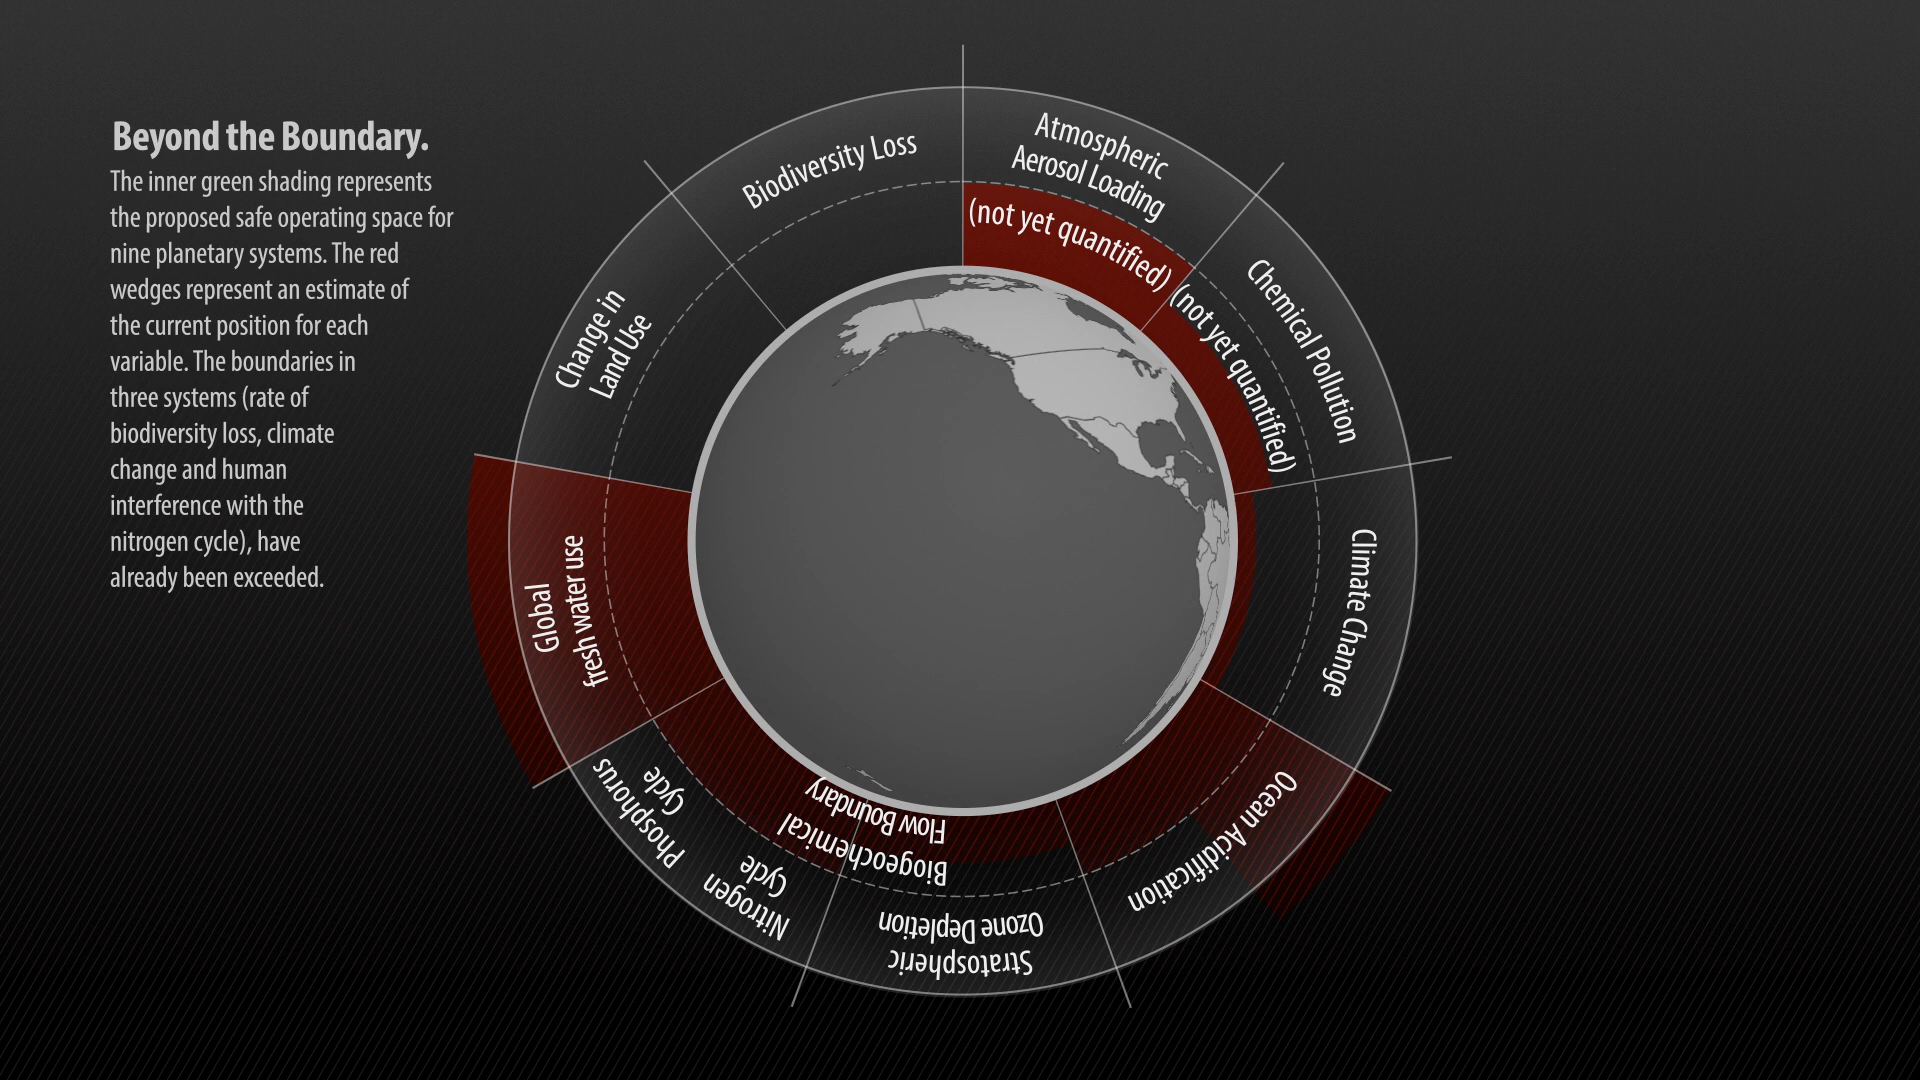 Beyond the Boundary.
The inner green shading represents
the proposed safe operating space for
nine planetary systems. The red
wedges represent an estimate of
the current position for each
variable. The boundaries in
three systems (rate of
biodiversity loss, climate
change and human
interference with the
nitrogen cycle), have
already been exceeded.
Biodiversity Loss
Atmospheric
Aerosol Loading
(not yet quantified)
Chemical Pollution
(not yet quantified)
Climate Change
Ocean Acidification
Stratospheric
Ozone Depletion
Biogeochemical
Flow Boundary
Nitrogen
Cycle
Phosphorus
Cycle
Global
fresh water use
Change in
Land Use